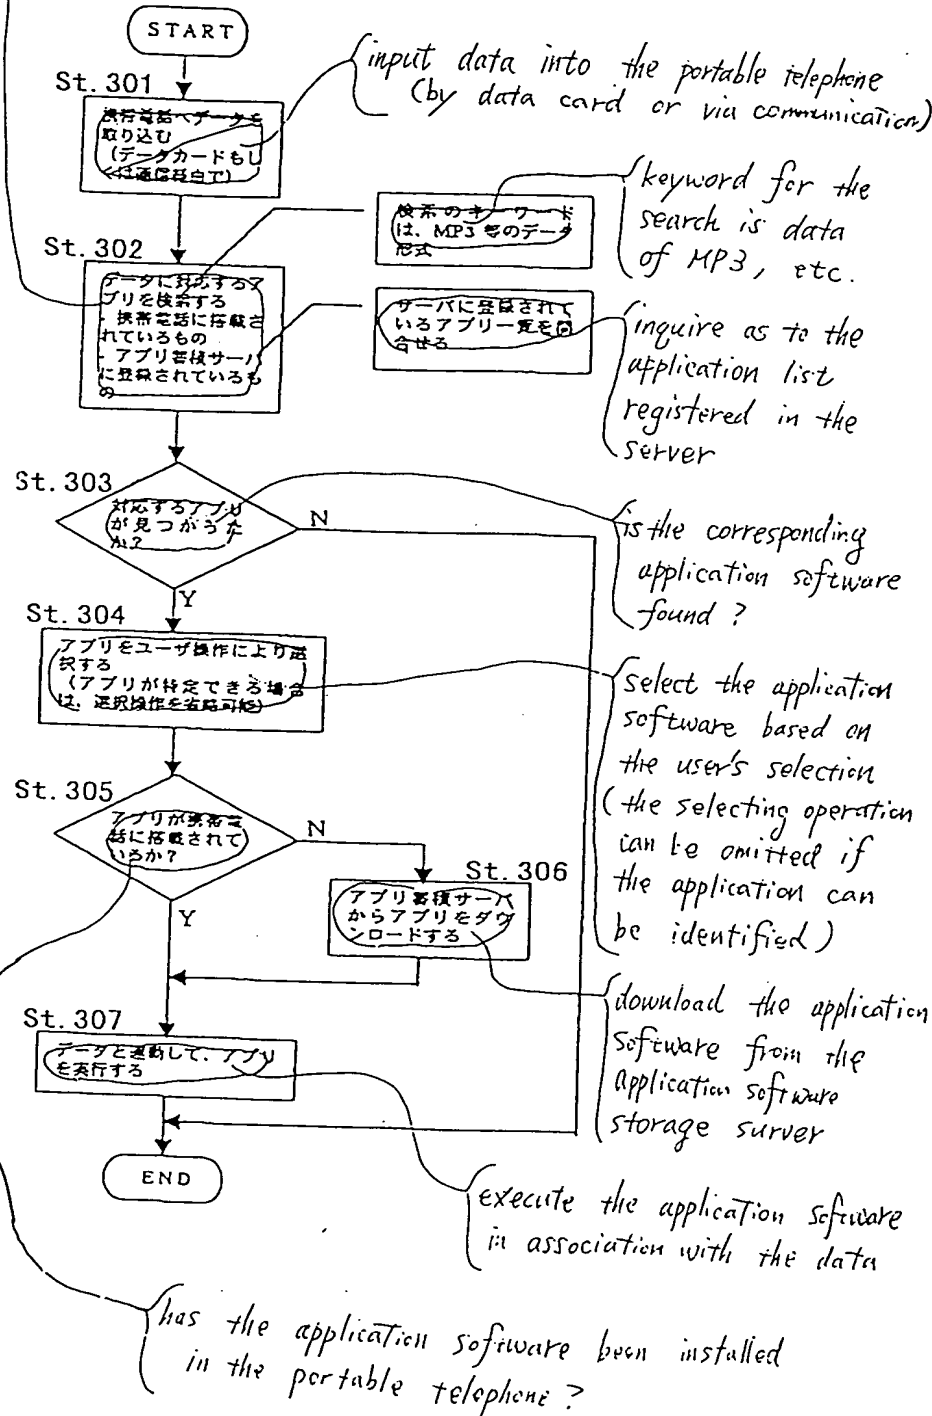 START
St.301
携帯電話へデータを
取り込む
(データカードもし
くは通信経由で)
input data into the portable telephone
(by data card or via communication)
St.302
データに対応するア
プリを検索する
- 携帯電話に搭載さ
れているもの
- アプリ蓄積サーバ
に登録されているも
の
検索のキーワード
は、MP3 等のデータ
形式
keyword for the
search is data
of MP3, etc.
サーバに登録されて
いるアプリ一覧を問
合せる
inquire as to the
application list
registered in the
server
St.303
対応するアプリ
が見つかうた
か?
N
Y
is the corresponding
application software
found?
St.304
アプリをユーザ操作により選
択する
(アプリが特定できる場合
は、選択操作を省略可能)
select the application
software based on
the user's selection
(the selecting operation
can be omitted if
the application can
be identified)
St.305
アプリが携帯電
話に搭載されて
いるか?
N
Y
St.306
アプリ蓄積サーバ
からアプリをダウ
ンロードする
download the application
software from the
application software
storage surver
St.307
データと連動して、アプリ
を実行する
END
execute the application software
in association with the data
has the application software been installed
in the portable telephone?